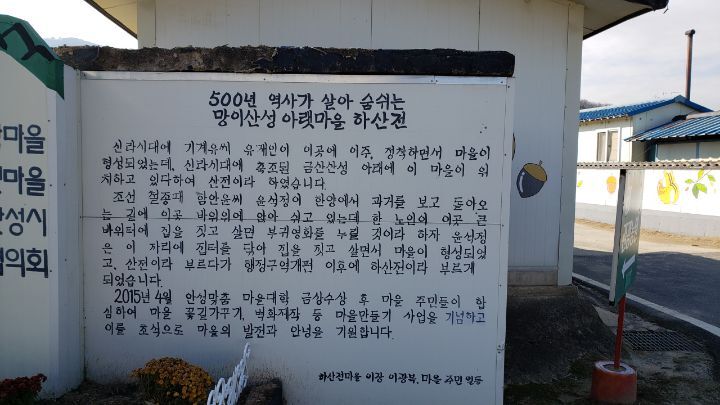 500년 역사가 살아 숨쉬는
망이산성 아랫마을 하산전
신라시대에 기계유씨 유재인이 이곳에 이주, 정착하면서 마을이
형성되었는데, 신라시대에 축조된 금산산성 아래에 이 마을이 위
치하고 있다하여 산전이라 하였습니다.
조선 철종때 함안윤씨 윤석정이 한양에서 과거를 보고 돌아오
는 길에 이곳 바위위에 앉아 쉬고 있는데 한 노인이 이곳 큰
바위터에 집을 짓고 살면 부귀영화를 누릴 것이라 하자 윤석정
은 이 자리에 집터를 닦아 집을 짓고 살면서 마을이 형성되었
고, 산전이라 부르다가 행정구역개편 이후에 하산전이라 부르게
되었습니다.
2015년 4월 안성맞춤 마을대학 금상수상 후 마을 주민들이 합
심하여 마을 꽃길가꾸기, 벽화제작 등 마을만들기 사업을 기념하고
이를 초석으로 마을의 발전과 안녕을 기원합니다.
하산전마을 이장 이광복, 마을 주민 일동
마을
마을
성시
협의회